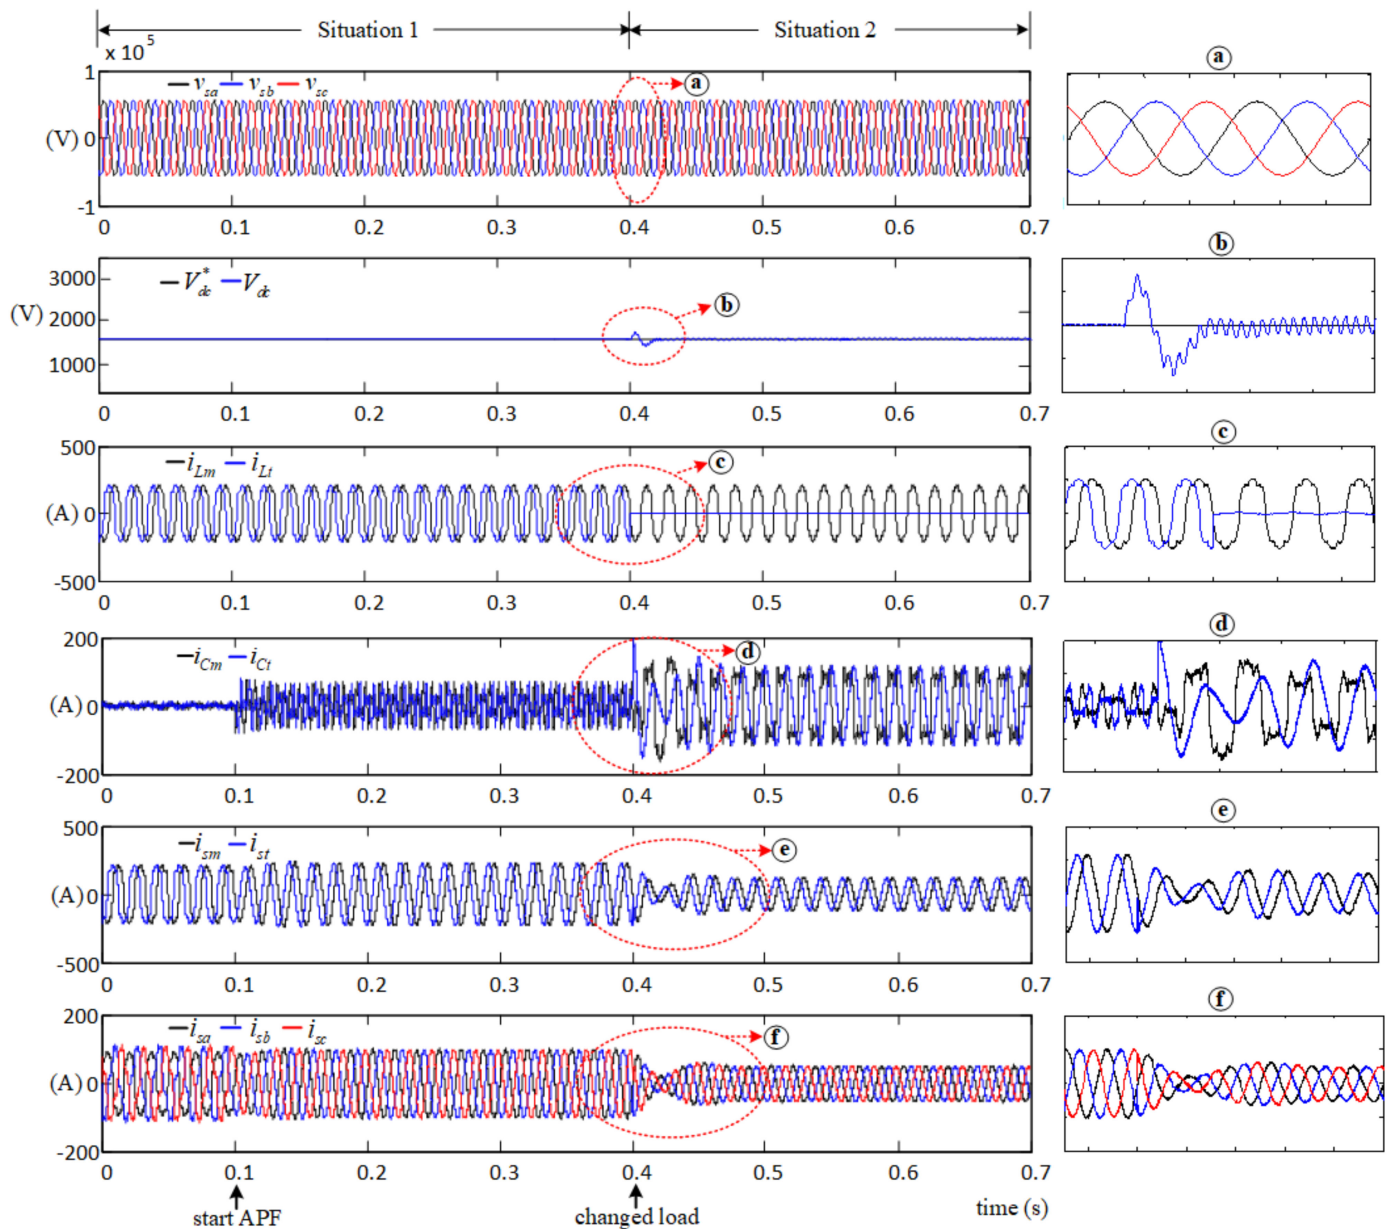 Situation 1 Situation 2
x 10^5
1
(V) 0
-1
v_sa v_sb v_sc
a
a
0 0.1 0.2 0.3 0.4 0.5 0.6 0.7
3000
(V) 2000
1000
V*_dc V_dc
b
b
0 0.1 0.2 0.3 0.4 0.5 0.6 0.7
500
(A) 0
-500
i_Lm i_Lt
c
c
0 0.1 0.2 0.3 0.4 0.5 0.6 0.7
200
(A) 0
-200
i_Cm i_Ct
d
d
0 0.1 0.2 0.3 0.4 0.5 0.6 0.7
500
(A) 0
-500
i_sm i_st
e
e
0 0.1 0.2 0.3 0.4 0.5 0.6 0.7
200
(A) 0
-200
i_sa i_sb i_sc
f
f
0 0.1 0.2 0.3 0.4 0.5 0.6 0.7
start APF changed load time (s)